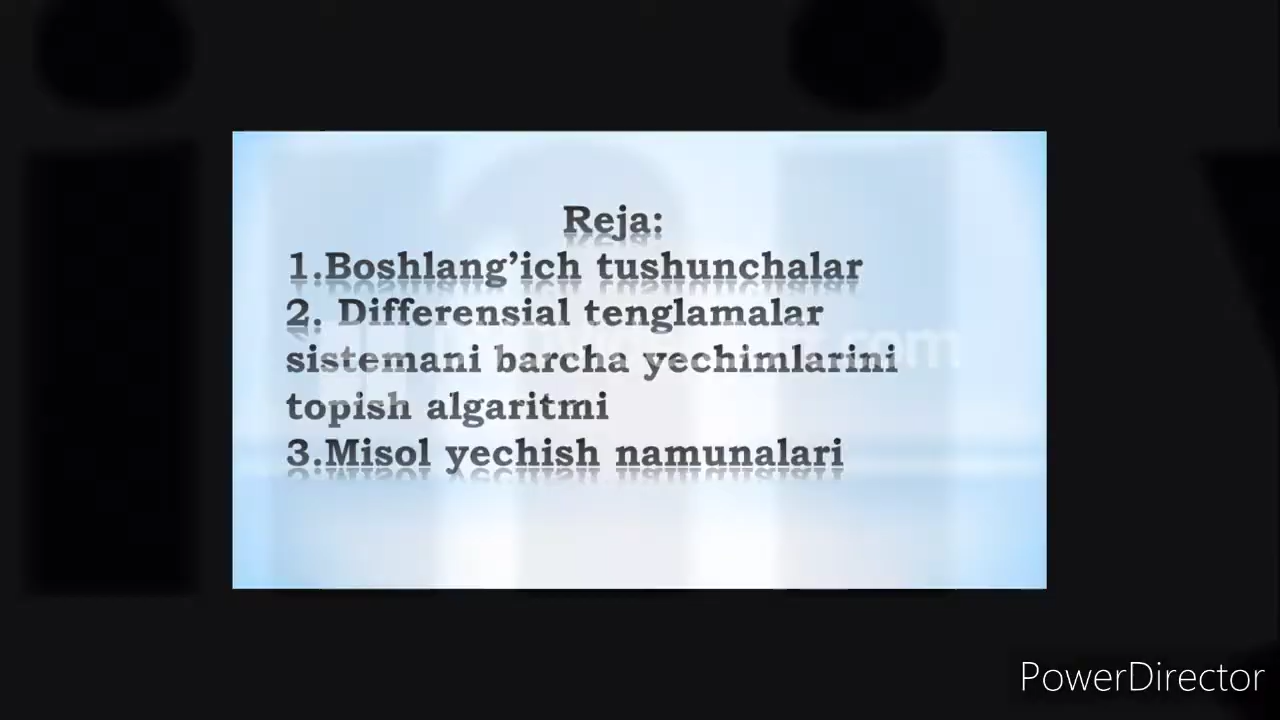 Reja:
1.Boshlang’ich tushunchalar
2. Differensial tenglamalar
sistemani barcha yechimlarini
topish algaritmi
3.Misol yechish namunalari
PowerDirector